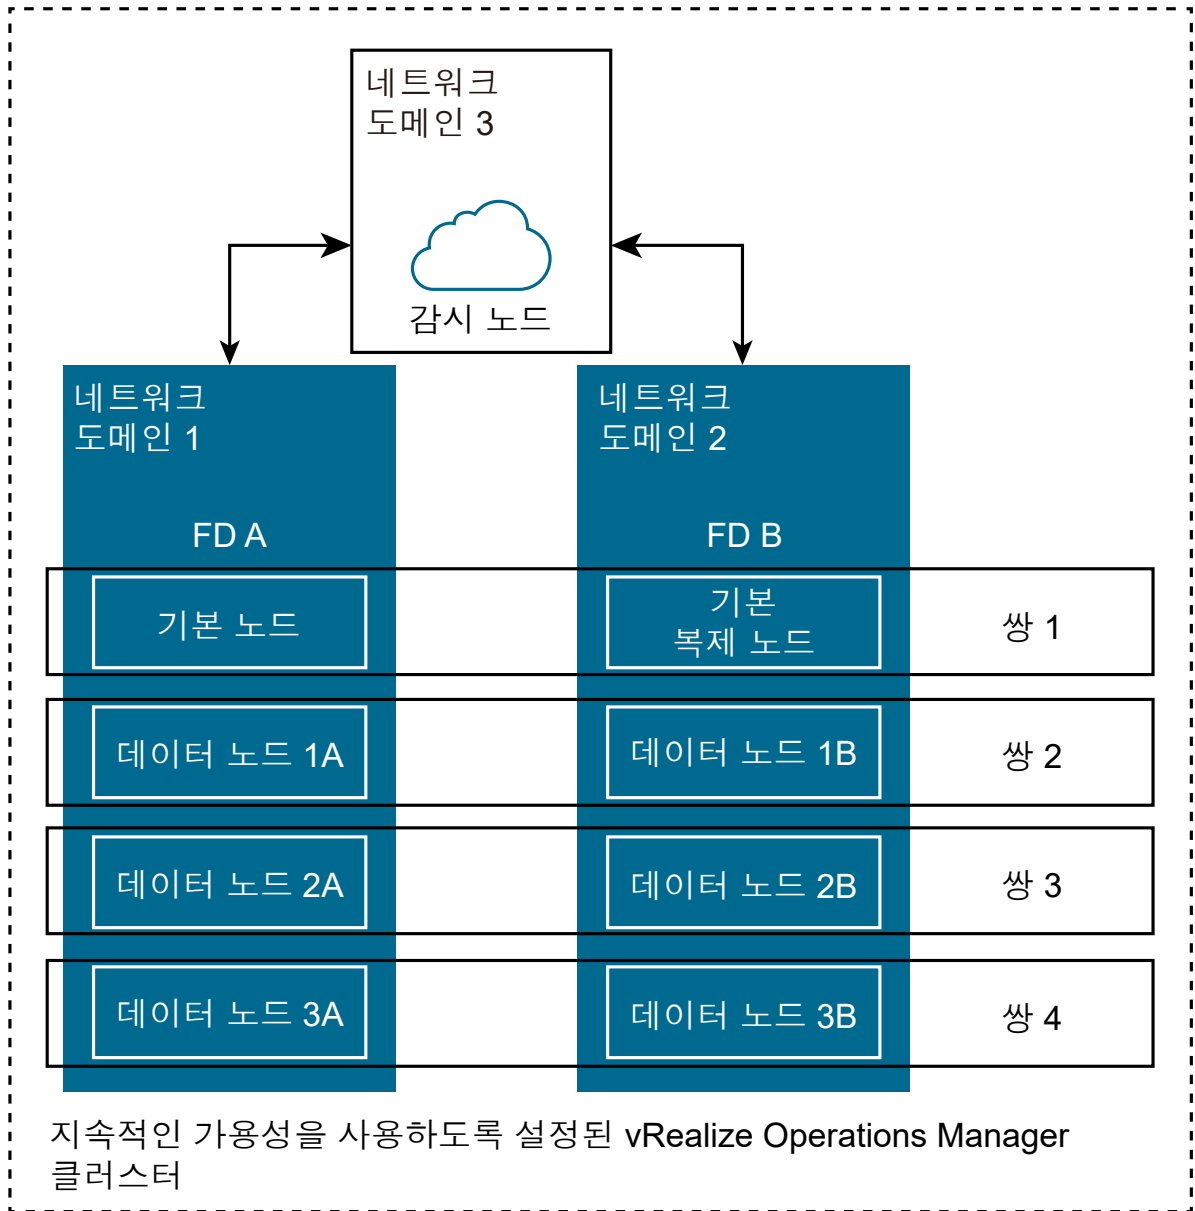 네트워크
도메인 3
감시 노드
네트워크
도메인 1
네트워크
도메인 2
FD A
FD B
기본 노드
기본
복제 노드
쌍 1
데이터 노드 1A
데이터 노드 1B
쌍 2
데이터 노드 2A
데이터 노드 2B
쌍 3
데이터 노드 3A
데이터 노드 3B
쌍 4
지속적인 가용성을 사용하도록 설정된 vRealize Operations Manager
클러스터